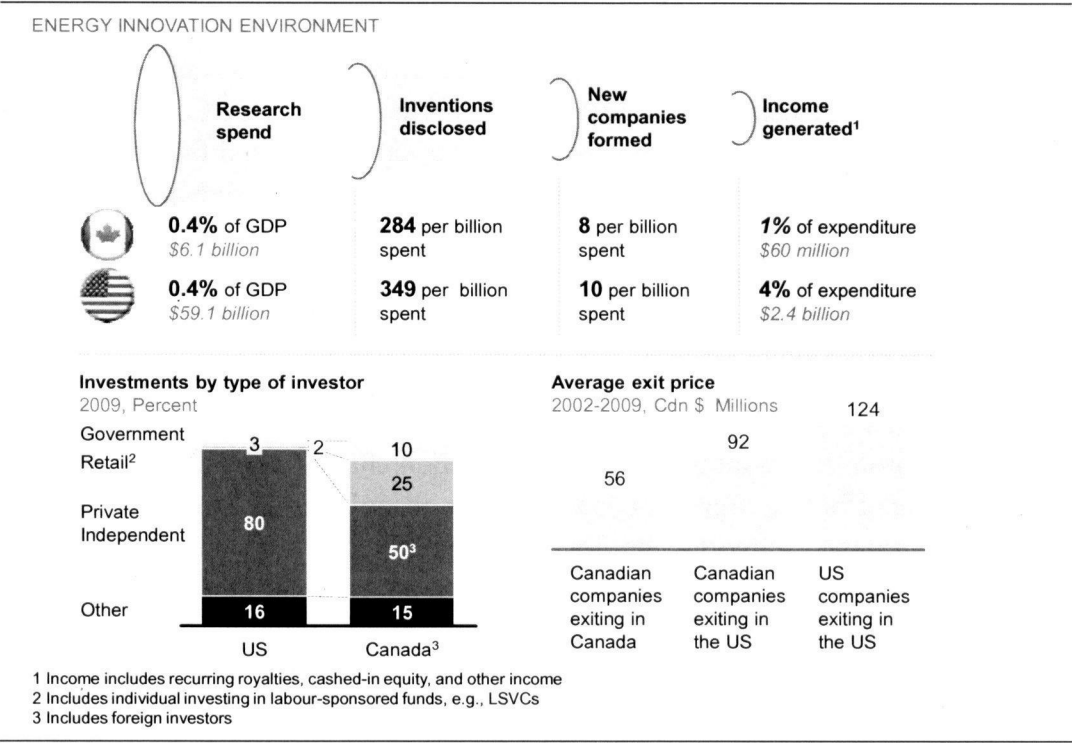 ENERGY INNOVATION ENVIRONMENT
Research
spend
Inventions
disclosed
New
companies
formed
Income
generated¹
0.4% of GDP
$6.1 billion
284 per billion
spent
8 per billion
spent
1% of expenditure
$60 million
0.4% of GDP
$59.1 billion
349 per billion
spent
10 per billion
spent
4% of expenditure
$2.4 billion
Investments by type of investor
2009, Percent
Government
Retail²
Private
Independent
Other
3
2
10
25
80
50³
16
15
US
Canada³
Average exit price
2002-2009, Cdn $ Millions
56
92
124
Canadian
companies
exiting in
Canada
Canadian
companies
exiting in
the US
US
companies
exiting in
the US
1 Income includes recurring royalties, cashed-in equity, and other income
2 Includes individual investing in labour-sponsored funds, e.g., LSVCs
3 Includes foreign investors